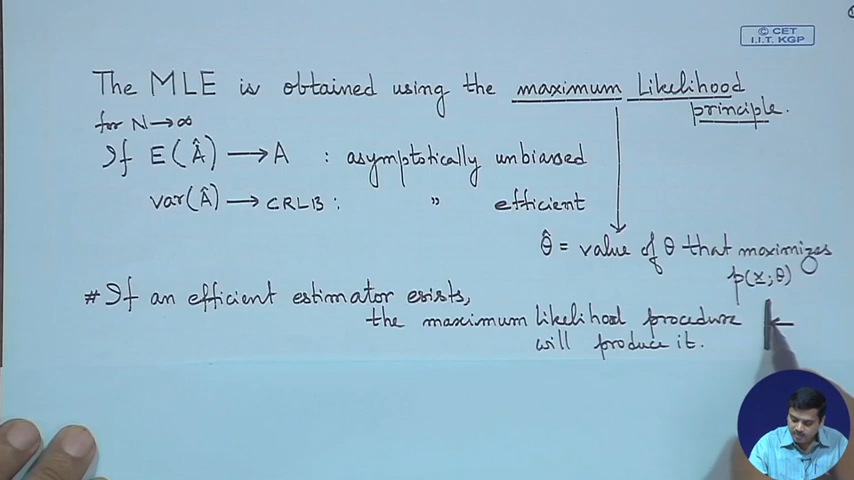 © CET
I.I.T. KGP
The MLE is obtained using the maximum Likelihood
principle.
for N→∞
If E(Â) → A : asymptotically unbiased
var(Â) → CRLB : " efficient
θ̂ = value of θ that maximizes
p(x;θ)
# If an efficient estimator exists,
the maximum likelihood procedure
will produce it.